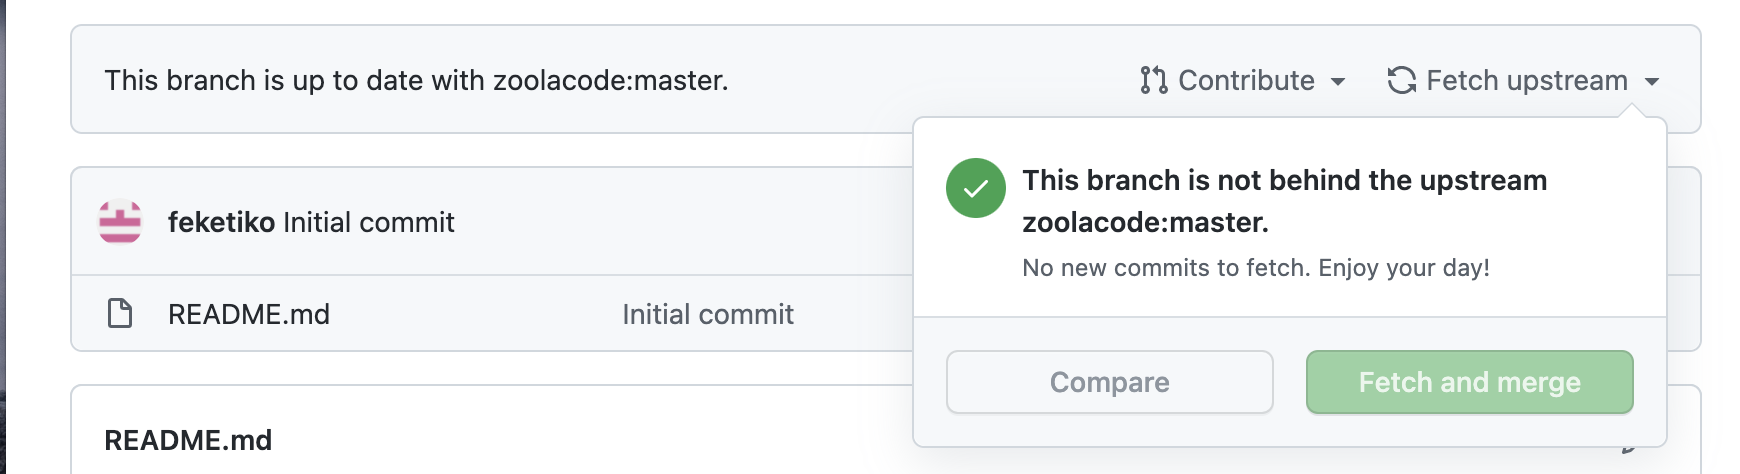 This branch is up to date with zoolacode:master.
Contribute
Fetch upstream
This branch is not behind the upstream
zoolacode:master.
No new commits to fetch. Enjoy your day!
Compare
Fetch and merge
feketiko Initial commit
README.md
Initial commit
README.md